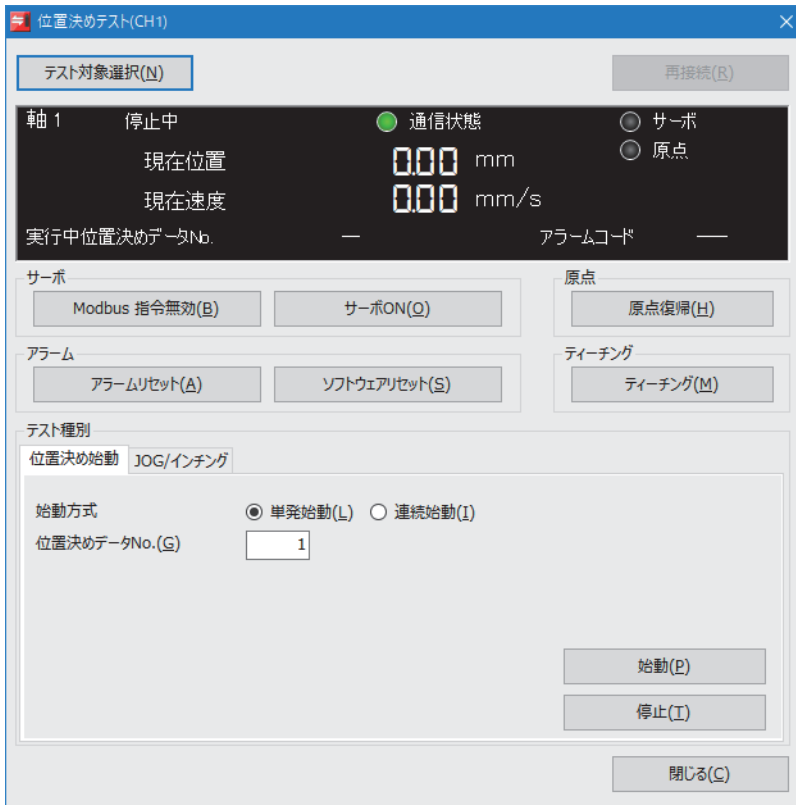 位置決めテスト(CH1)
テスト対象選択(N)
再接続(R)
軸 1 停止中 通信状態 サーボ
現在位置 0.00 mm 原点
現在速度 0.00 mm/s
実行中位置決めデータNo. — アラームコード —
サーボ 原点
Modbus 指令無効(B) サーボON(O) 原点復帰(H)
アラーム ティーチング
アラームリセット(A) ソフトウェアリセット(S) ティーチング(M)
テスト種別
位置決め始動 JOG/インチング
始動方式 単発始動(L) 連続始動(I)
位置決めデータNo.(G) 1
始動(P)
停止(T)
閉じる(C)